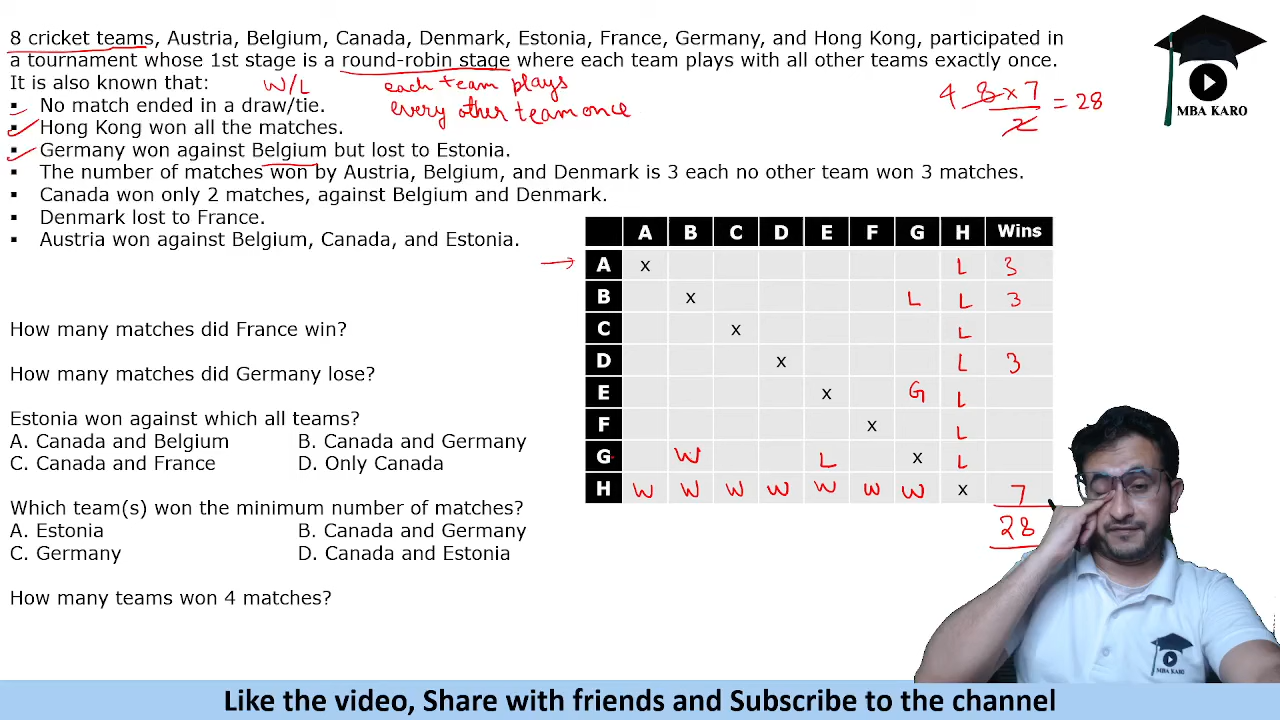 8 cricket teams, Austria, Belgium, Canada, Denmark, Estonia, France, Germany, and Hong Kong, participated in
a tournament whose 1st stage is a round-robin stage where each team plays with all other teams exactly once.
It is also known that:
W/L
each team plays
every other team once
4 8 x 7 / 2 = 28
▪ No match ended in a draw/tie.
▪ Hong Kong won all the matches.
▪ Germany won against Belgium but lost to Estonia.
▪ The number of matches won by Austria, Belgium, and Denmark is 3 each no other team won 3 matches.
▪ Canada won only 2 matches, against Belgium and Denmark.
▪ Denmark lost to France.
▪ Austria won against Belgium, Canada, and Estonia.
MBA KARO
A B C D E F G H Wins
→ A x L 3
B x L L 3
C x L
D x L 3
E x G L
F x L
G W L x L
H W W W W W W W x 7
28
How many matches did France win?
How many matches did Germany lose?
Estonia won against which all teams?
A. Canada and Belgium B. Canada and Germany
C. Canada and France D. Only Canada
Which team(s) won the minimum number of matches?
A. Estonia B. Canada and Germany
C. Germany D. Canada and Estonia
How many teams won 4 matches?
MBA KARO
Like the video, Share with friends and Subscribe to the channel